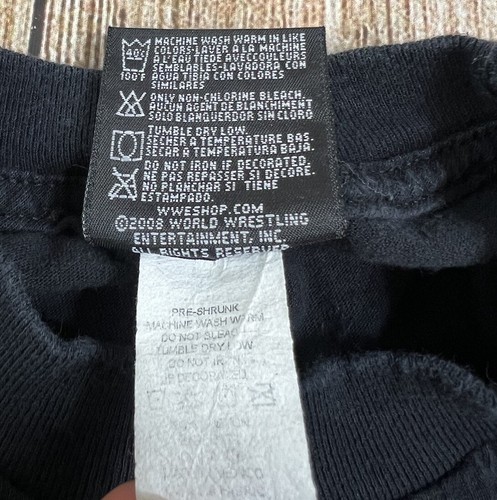 MACHINE WASH WARM IN LIKE
COLORS-LAVER A LA MACHINE
A L'EAU TIEDE AVECCOULEURS
SEMBLABLES-LAVADORA CON
AGUA TIBIA CON COLORES
SIMILARES
40°
100°F
ONLY NON-CHLORINE BLEACH.
AUCUN AGENT DE BLANCHIMENT
SOLO BLANQUERDOR SIN CLORO
TUMBLE DRY LOW.
SECHER A TEMPERATURE BAS.
SECAR A TEMPERATURA BAJA.
DO NOT IRON IF DECORATED.
NE PAS REPASSER SI DECORE.
NO PLANCHAR SI TIENE
ESTAMPADO.
WWESHOP.COM
©2008 WORLD WRESTLING
ENTERTAINMENT, INC.
ALL RIGHTS RESERVED
PRE-SHRUNK
MACHINE WASH WARM
DO NOT BLEACH
TUMBLE DRY LOW
DO NOT IRON
IF DECORATED